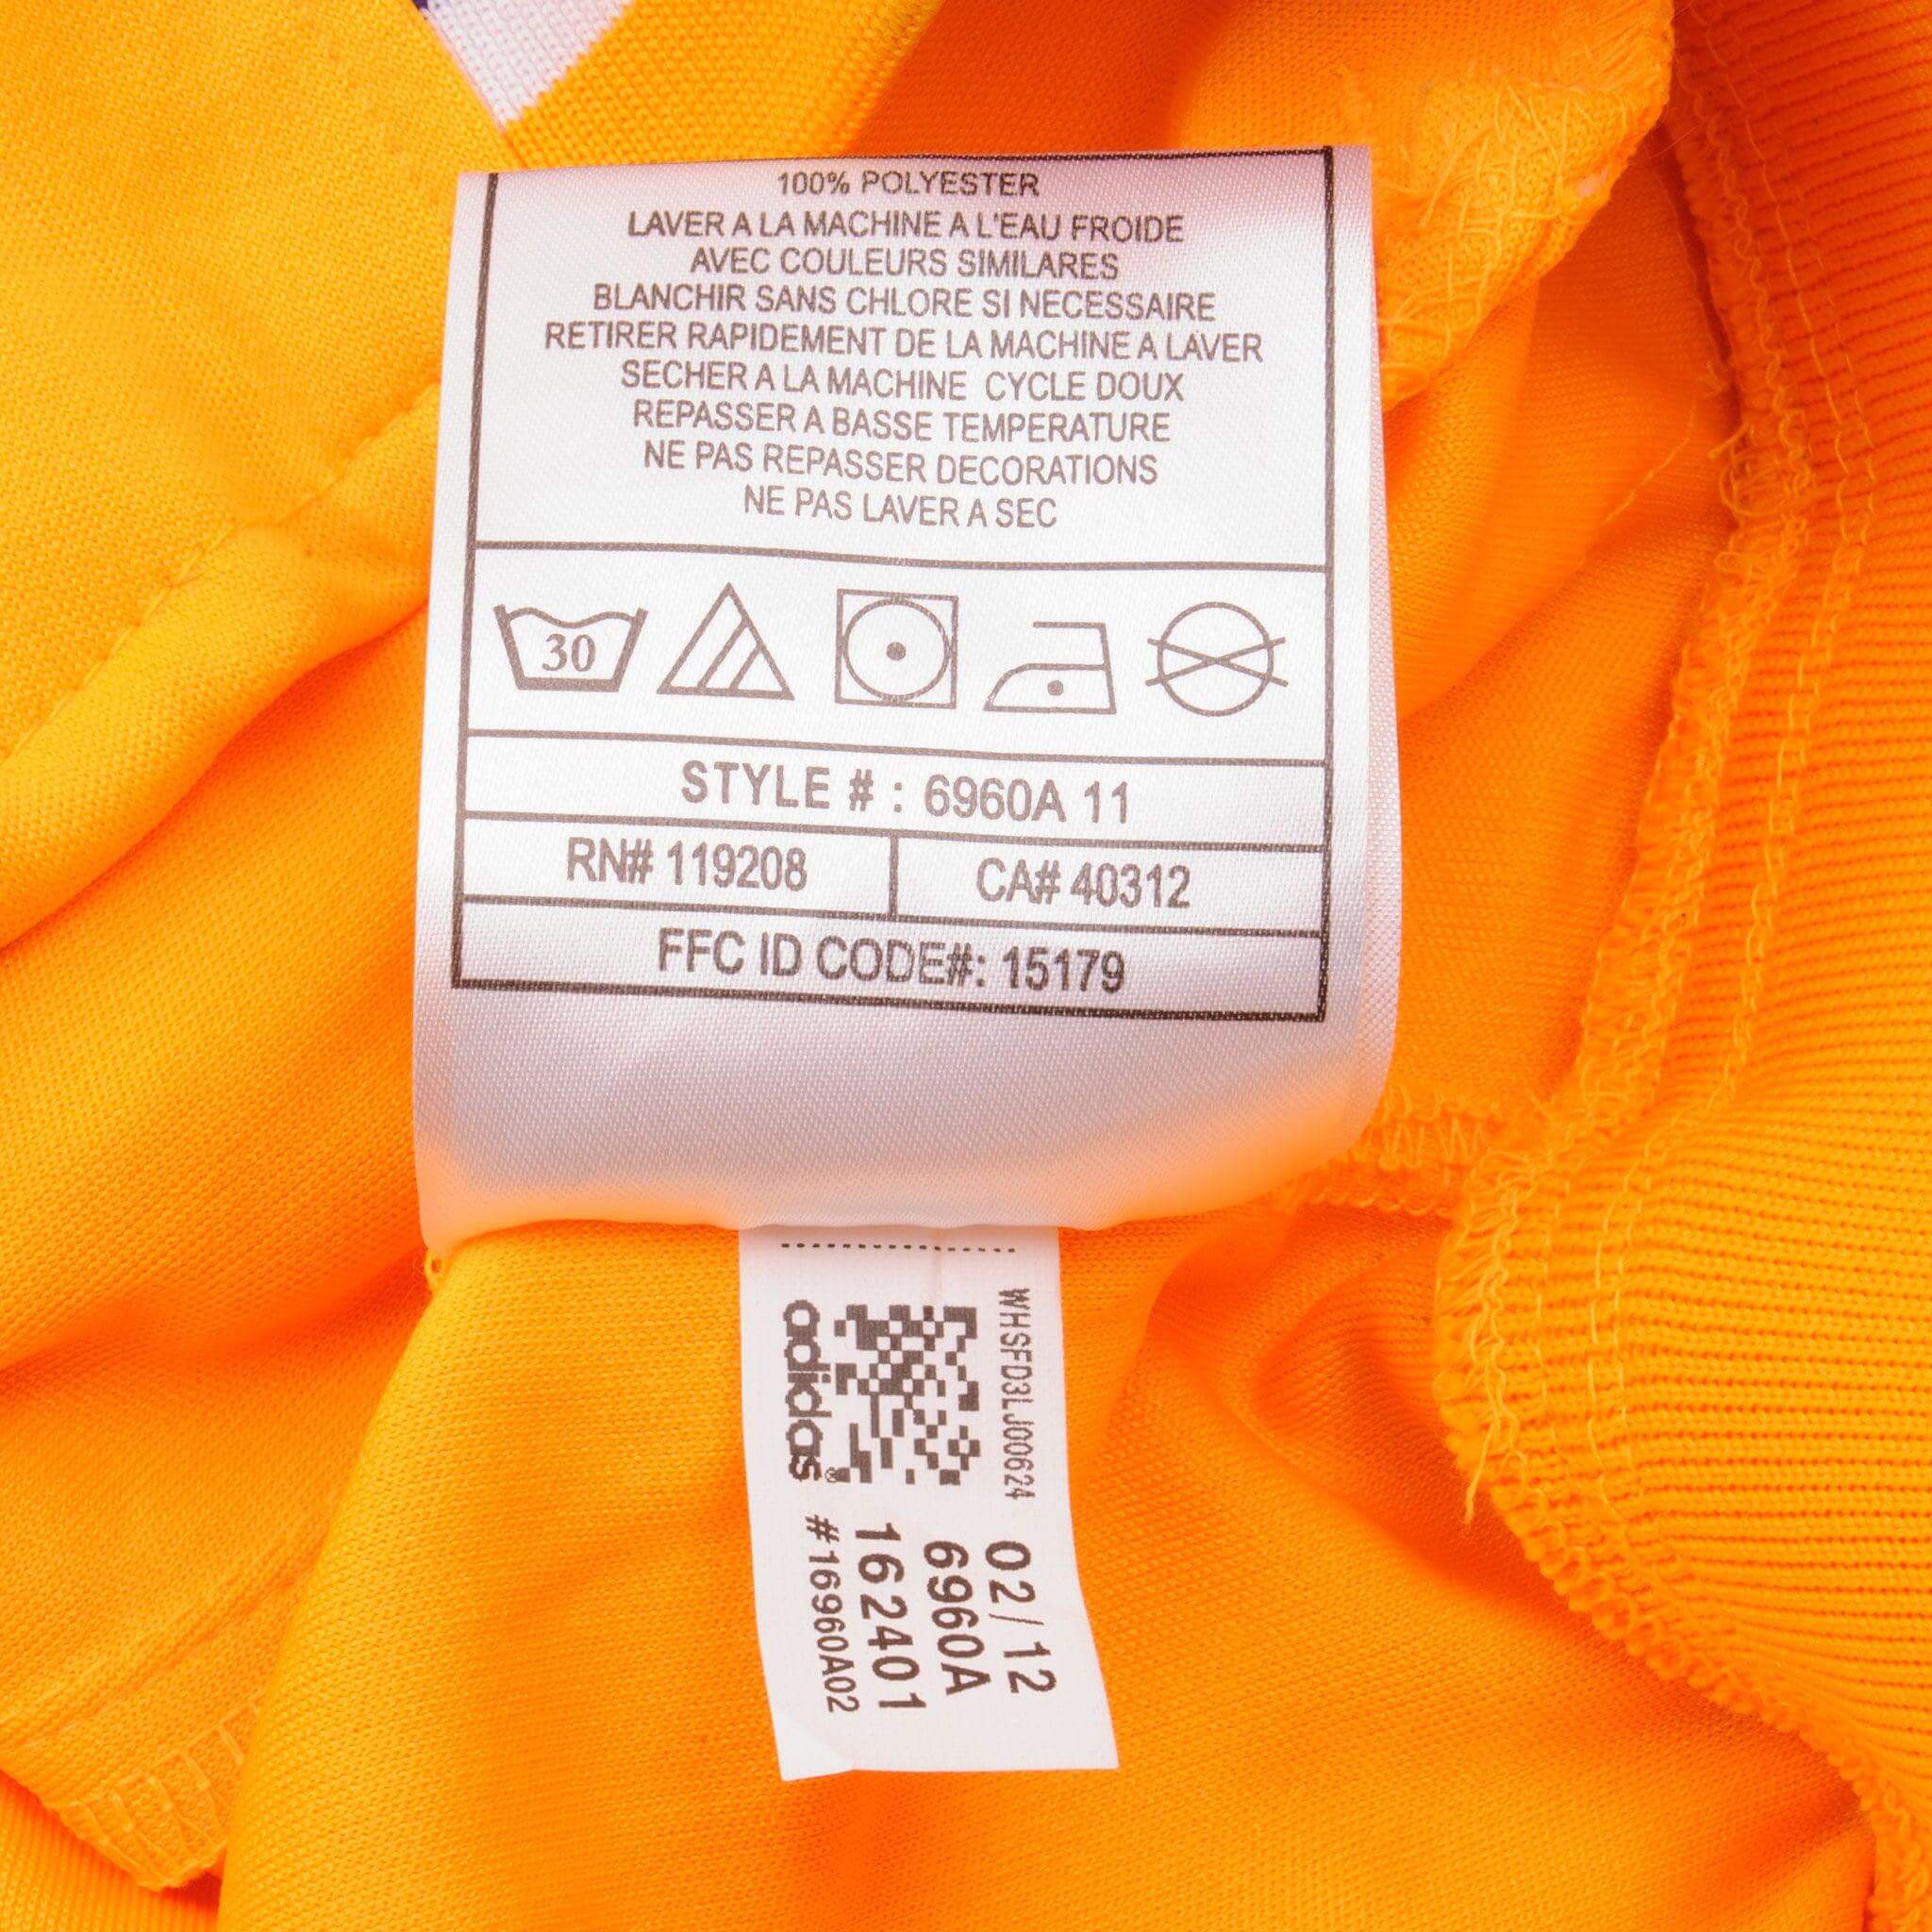 100% POLYESTER
LAVER A LA MACHINE A L'EAU FROIDE
AVEC COULEURS SIMILARES
BLANCHIR SANS CHLORE SI NECESSAIRE
RETIRER RAPIDEMENT DE LA MACHINE A LAVER
SECHER A LA MACHINE CYCLE DOUX
REPASSER A BASSE TEMPERATURE
NE PAS REPASSER DECORATIONS
NE PAS LAVER A SEC
30
STYLE # : 6960A 11
RN# 119208
CA# 40312
FFC ID CODE#: 15179
WHSFD3LJ00624
adidas®
02/12
6960A
162401
#16960A02